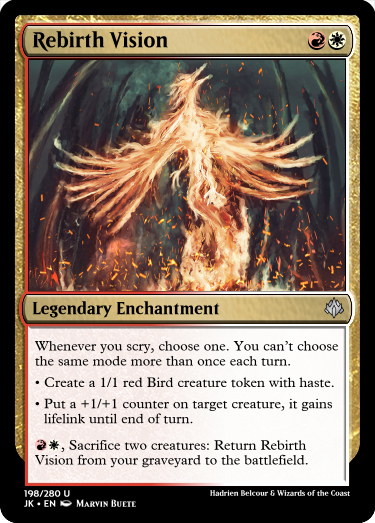 Rebirth Vision
Legendary Enchantment
Whenever you scry, choose one. You can't choose
the same mode more than once each turn.
• Create a 1/1 red Bird creature token with haste.
• Put a +1/+1 counter on target creature, it gains
lifelink until end of turn.
, Sacrifice two creatures: Return Rebirth
Vision from your graveyard to the battlefield.
198/280 U
JK • EN MARVIN BUETE
Hadrien Belcour & Wizards of the Coast